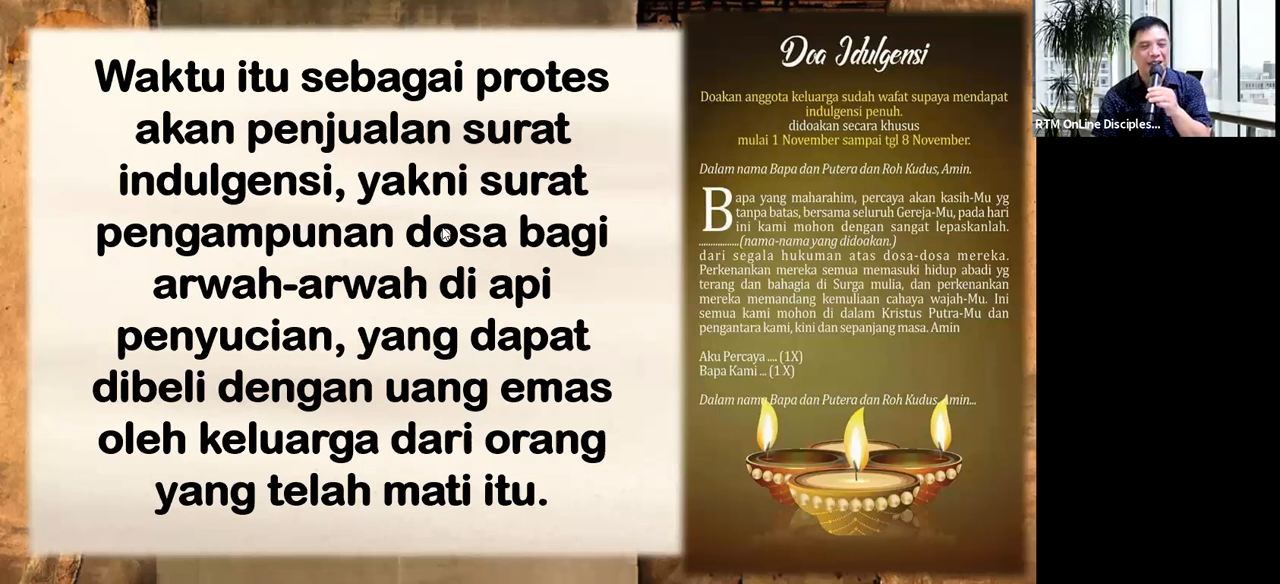 Waktu itu sebagai protes
akan penjualan surat
indulgensi, yakni surat
pengampunan dosa bagi
arwah-arwah di api
penyucian, yang dapat
dibeli dengan uang emas
oleh keluarga dari orang
yang telah mati itu.
Doa Idulgensi
Doakan anggota keluarga sudah wafat supaya mendapat
indulgensi penuh.
didoakan secara khusus
mulai 1 November sampai tgl 8 November.
Dalam nama Bapa dan Putera dan Roh Kudus, Amin.
Bapa yang maharahim, percaya akan kasih-Mu yg
tanpa batas, bersama seluruh Gereja-Mu, pada hari
ini kami mohon dengan sangat lepaskanlah.
.................(nama-nama yang didoakan.)
dari segala hukuman atas dosa-dosa mereka.
Perkenankan mereka semua memasuki hidup abadi yg
terang dan bahagia di Surga mulia, dan perkenankan
mereka memandang kemuliaan cahaya wajah-Mu. Ini
semua kami mohon di dalam Kristus Putra-Mu dan
pengantara kami, kini dan sepanjang masa. Amin
Aku Percaya .... (1X)
Bapa Kami ... (1 X)
Dalam nama Bapa dan Putera dan Roh Kudus, Amin...
RTM OnLine Disciples...